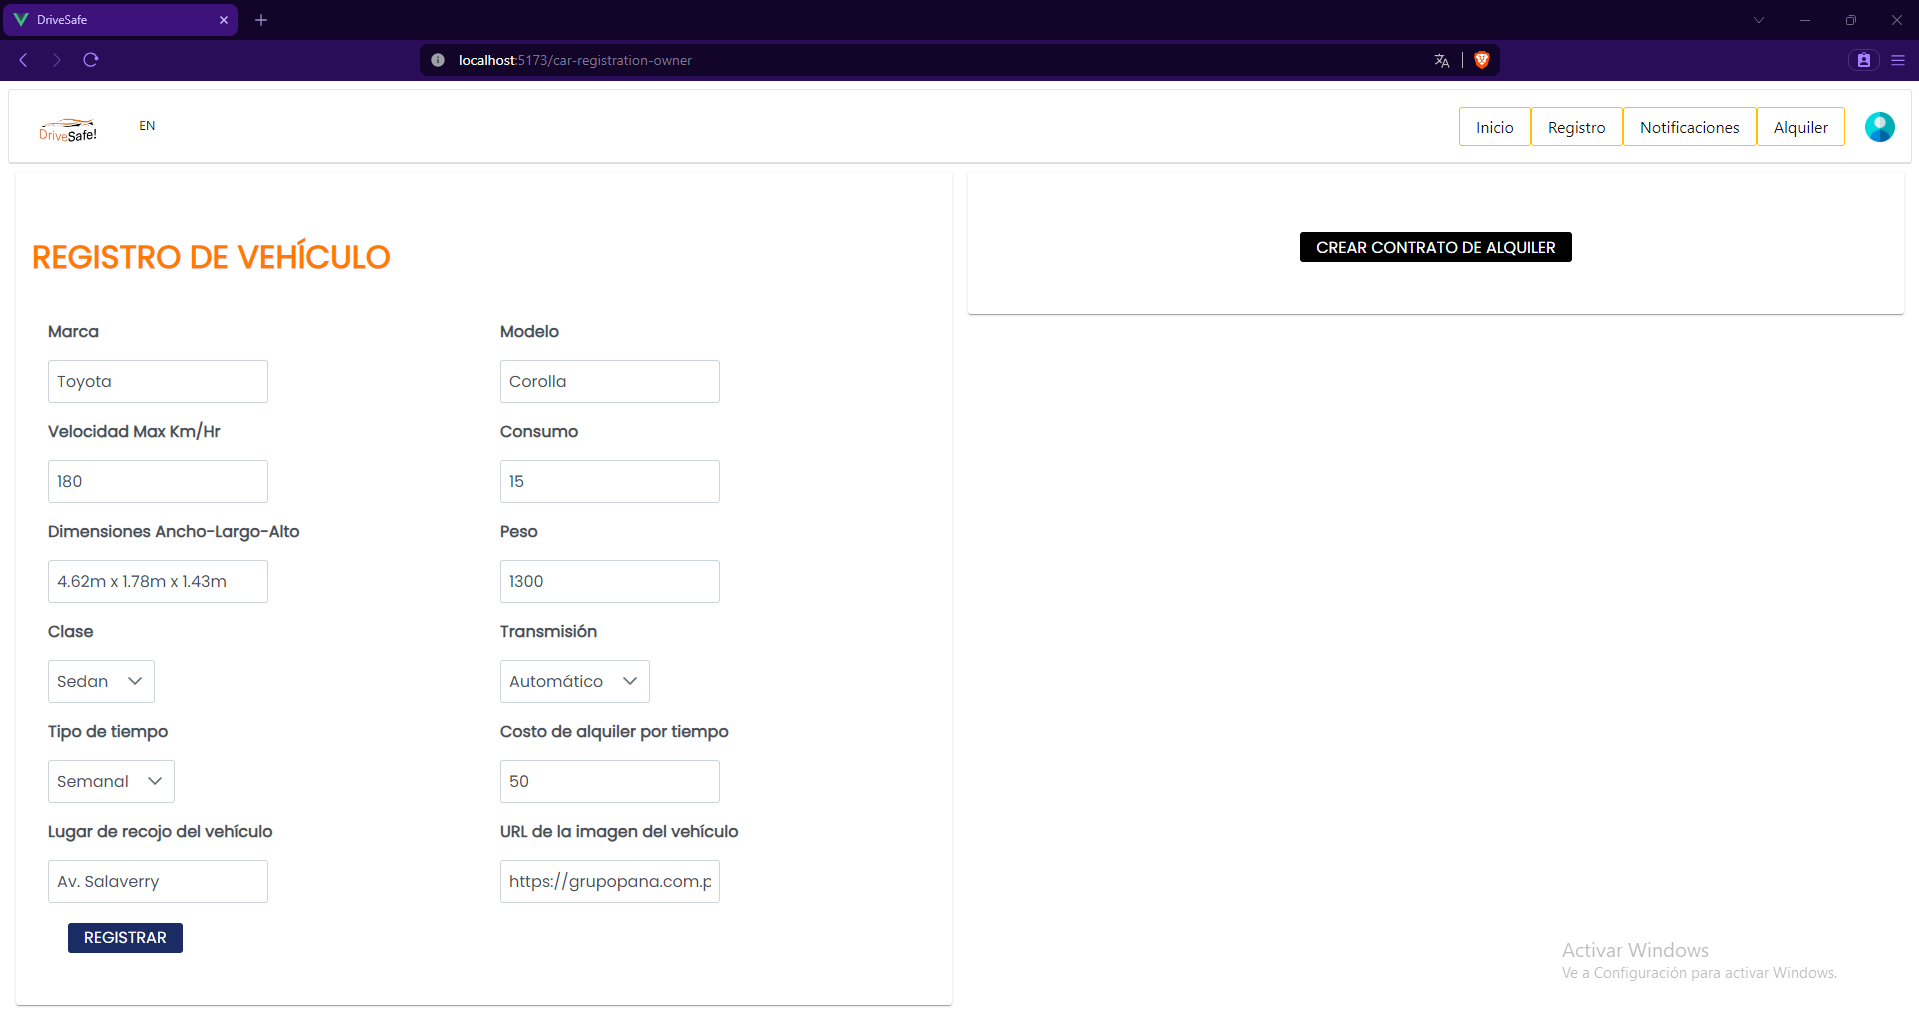 DriveSafe
localhost:5173/car-registration-owner
DriveSafe!
EN
Inicio
Registro
Notificaciones
Alquiler
REGISTRO DE VEHÍCULO
Marca
Modelo
Toyota
Corolla
Velocidad Max Km/Hr
Consumo
180
15
Dimensiones Ancho-Largo-Alto
Peso
4.62m x 1.78m x 1.43m
1300
Clase
Transmisión
Sedan
Automático
Tipo de tiempo
Costo de alquiler por tiempo
Semanal
50
Lugar de recojo del vehículo
URL de la imagen del vehículo
Av. Salaverry
https://grupopana.com.p
REGISTRAR
CREAR CONTRATO DE ALQUILER
Activar Windows
Ve a Configuración para activar Windows.